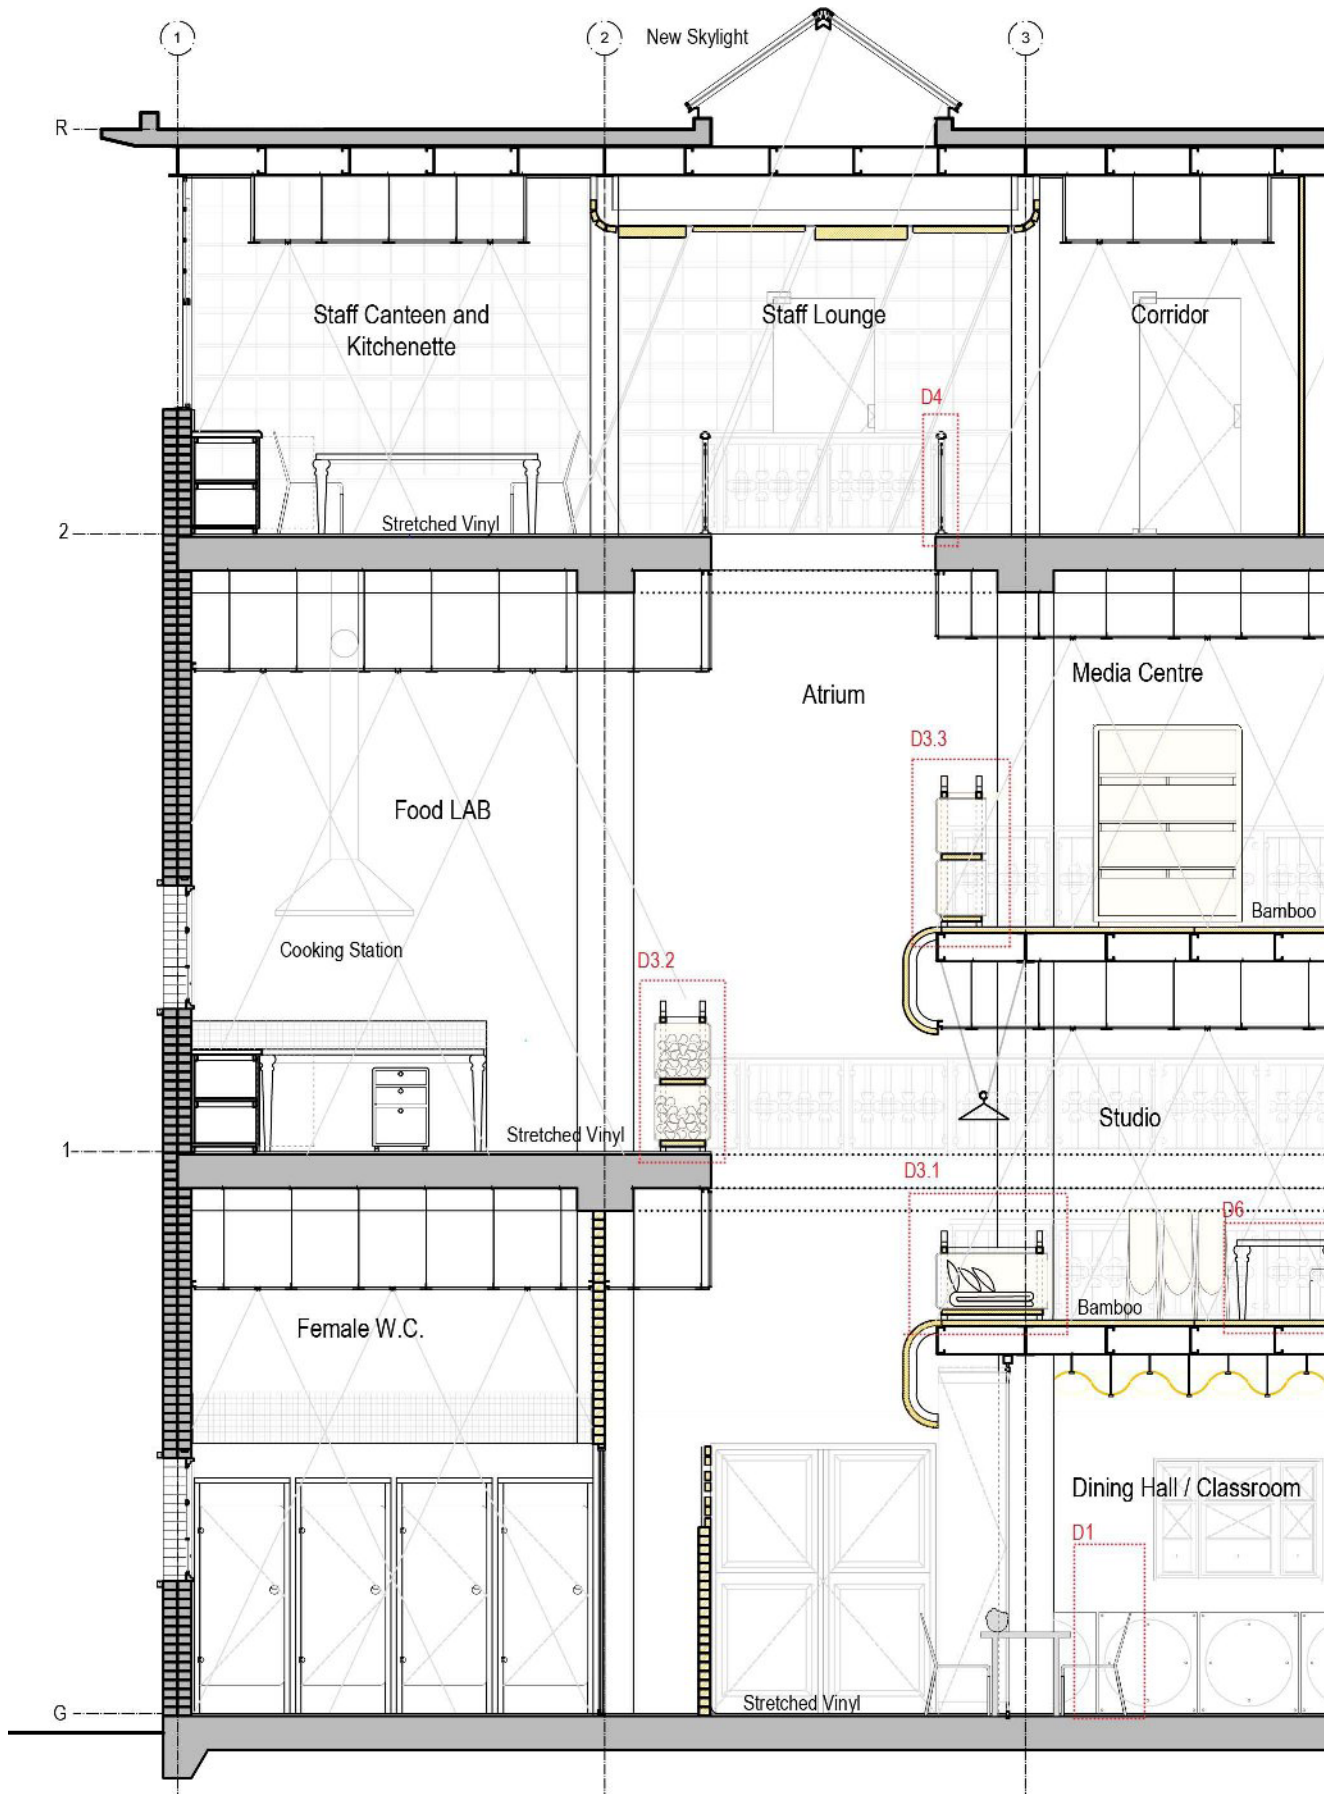 1
2
New Skylight
3
R
Staff Canteen and
Kitchenette
Staff Lounge
Corridor
D4
Stretched Vinyl
2
Media Centre
Atrium
D3.3
Food LAB
Bamboo
Cooking Station
D3.2
Studio
Stretched Vinyl
1
D3.1
D6
Bamboo
Female W.C.
Dining Hall / Classroom
D1
Stretched Vinyl
G